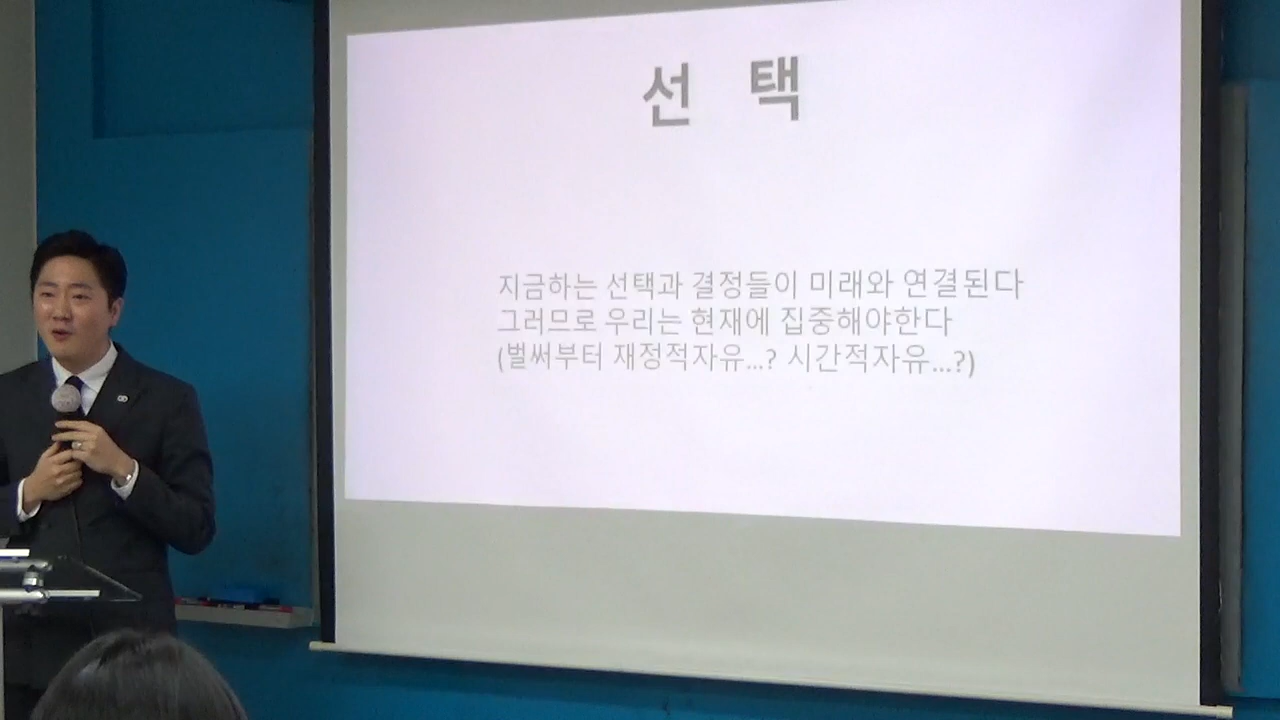 선 택
지금하는 선택과 결정들이 미래와 연결된다
그러므로 우리는 현재에 집중해야한다
(벌써부터 재정적자유...? 시간적자유...?)